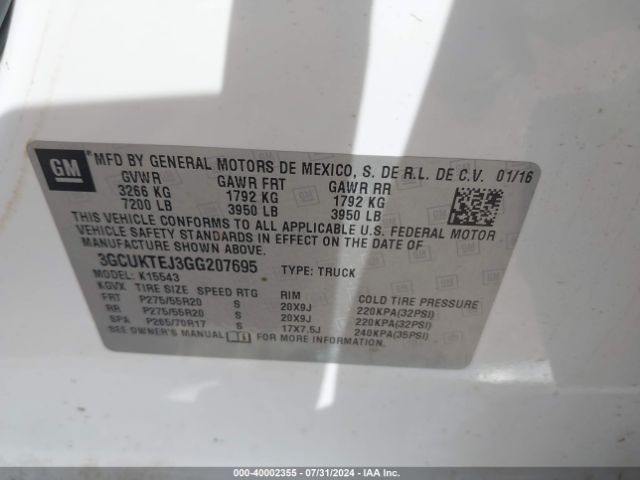 GM
MFD BY GENERAL MOTORS DE MEXICO, S. DE R.L. DE C.V. 01/16
GVWR GAWR FRT GAWR RR
3266 KG 1792 KG 1792 KG
7200 LB 3950 LB 3950 LB
THIS VEHICLE CONFORMS TO ALL APPLICABLE U.S. FEDERAL MOTOR
VEHICLE SAFETY STANDARDS IN EFFECT ON THE DATE OF
MANUFACTURE SHOWN ABOVE.
3GCUKTEJ3GG207695 TYPE: TRUCK
MODEL: K15543
KGVX TIRE SIZE SPEED RTG RIM COLD TIRE PRESSURE
FRT P275/55R20 S 20X9J 220KPA(32PSI)
RR P275/55R20 S 20X9J 220KPA(32PSI)
SPA P265/70R17 S 17X7.5J 240KPA(35PSI)
SEE OWNER'S MANUAL FOR MORE INFORMATION.
500-40002355 07/31/2024 IAAI.com